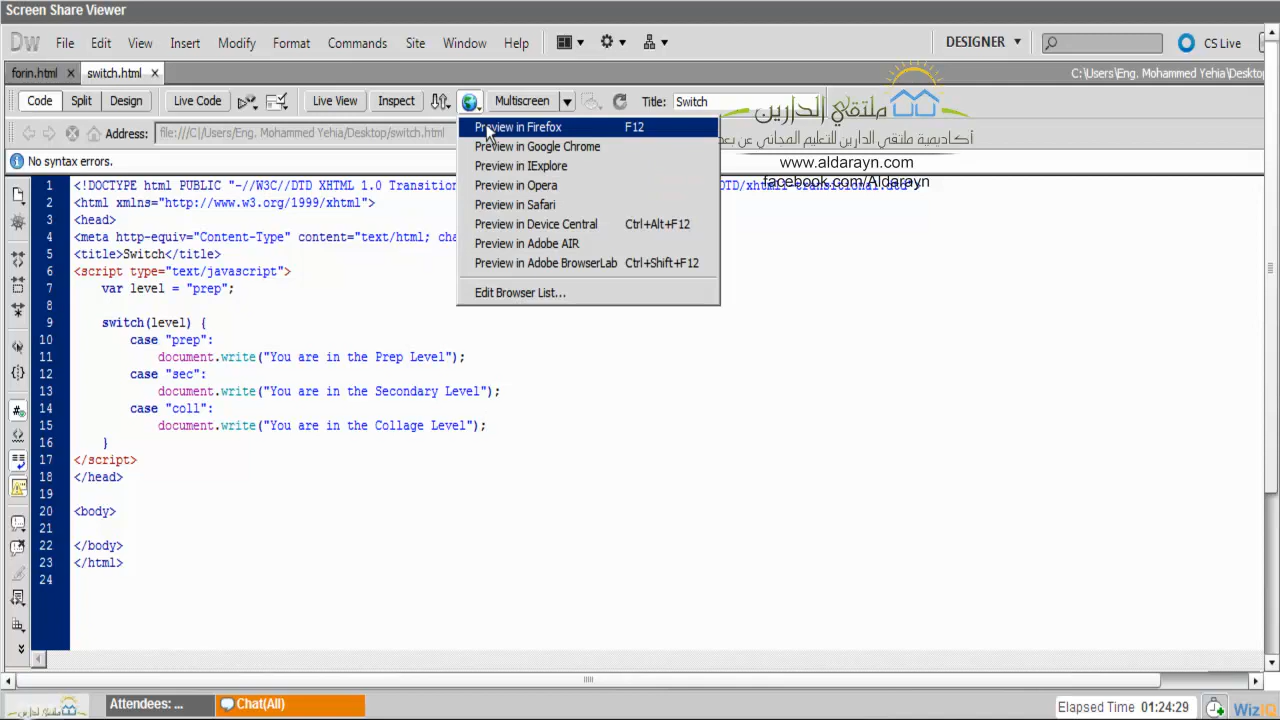 Screen Share Viewer
Dw File Edit View Insert Modify Format Commands Site Window Help DESIGNER CS Live
forin.html × switch.html × C:\Users\Eng. Mohammed Yehia\Desktop
Code Split Design Live Code Live View Inspect Multiscreen Title: Switch
ملتقي الدارين
Address: file:///C|/Users/Eng. Mohammed Yehia/Desktop/switch.html
أكاديمية ملتقي الدارين للتعليم المجاني عن بعد
www.aldarayn.com
facebook.com/Aldarayn
No syntax errors.
Preview in Firefox F12
Preview in Google Chrome
Preview in IExplore
Preview in Opera
Preview in Safari
Preview in Device Central Ctrl+Alt+F12
Preview in Adobe AIR
Preview in Adobe BrowserLab Ctrl+Shift+F12
Edit Browser List...
1 <!DOCTYPE html PUBLIC "-//W3C//DTD XHTML 1.0 Transition
2 <html xmlns="http://www.w3.org/1999/xhtml">
3 <head>
4 <meta http-equiv="Content-Type" content="text/html; cha
5 <title>Switch</title>
6 <script type="text/javascript">
7 var level = "prep";
8
9 switch(level) {
10 case "prep":
11 document.write("You are in the Prep Level");
12 case "sec":
13 document.write("You are in the Secondary Level");
14 case "coll":
15 document.write("You are in the Collage Level");
16 }
17 </script>
18 </head>
19
20 <body>
21
22 </body>
23 </html>
24
Attendees: ... Chat(All) Elapsed Time 01:24:29 WizIQ